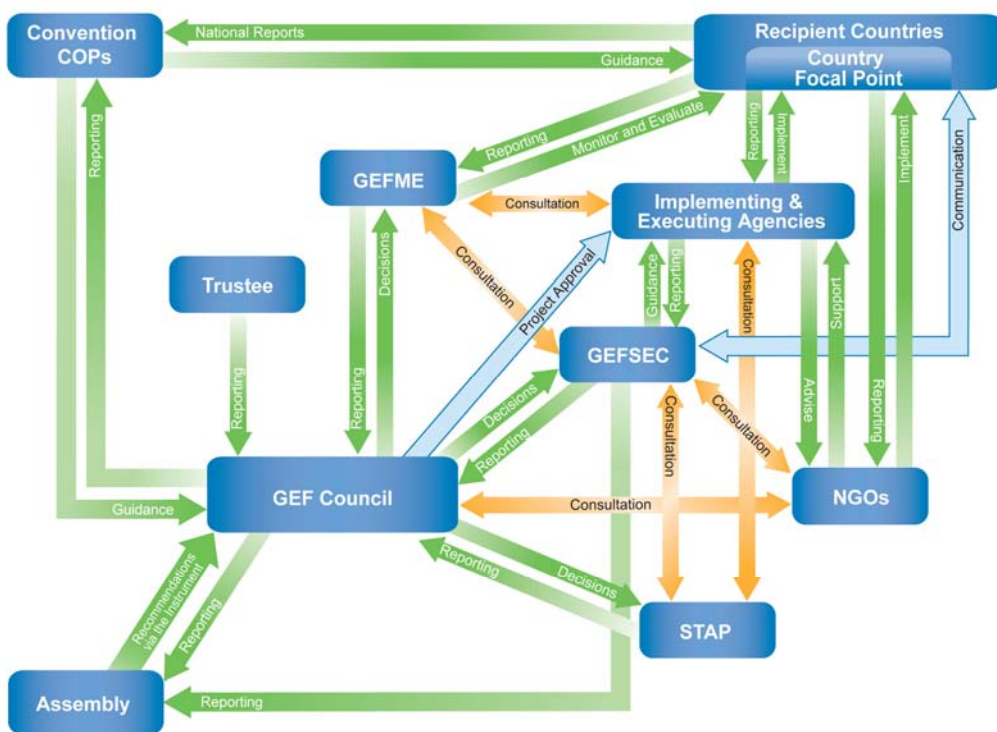 Convention
COPs
National Reports
Guidance
Recipient Countries
Country
Focal Point
Reporting
Reporting
Monitor and Evaluate
Reporting
Implement
Reporting
Implement
Communication
GEFME
Consultation
Implementing &
Executing Agencies
Trustee
Reporting
Reporting
Decisions
Consultation
Project Approval
Guidance
Reporting
Consultation
Advise
Support
GEFSEC
Decisions
Reporting
Consultation
Consultation
GEF Council
Consultation
NGOs
Guidance
Reporting
Decisions
Recommendations
via the Instrument
Reporting
STAP
Assembly
Reporting